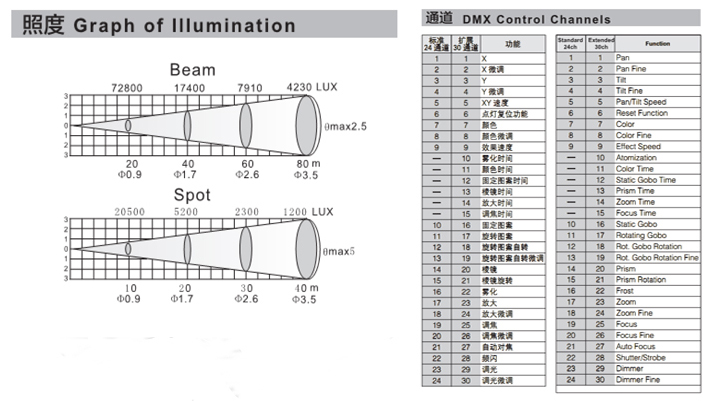 照度 Graph of Illumination
Beam
72800 17400 7910 4230 LUX
3
2
1
0
1
2
3
θmax2.5
20 40 60 80 m
Φ0.9 Φ1.7 Φ2.6 Φ3.5
Spot
20500 5200 2300 1200 LUX
3
2
1
0
1
2
3
θmax5
10 20 30 40 m
Φ0.9 Φ1.7 Φ2.6 Φ3.5
通道 DMX Control Channels
标准 24通道 扩展 30通道 功能
1 1 X
2 2 X微调
3 3 Y
4 4 Y微调
5 5 XY速度
6 6 点灯复位功能
7 7 颜色
8 8 颜色微调
9 9 效果速度
— 10 雾化时间
— 11 颜色时间
— 12 固定图案时间
— 13 棱镜时间
— 14 放大时间
— 15 调焦时间
10 16 固定图案
11 17 旋转图案
12 18 旋转图案自转
13 19 旋转图案自转微调
14 20 棱镜
15 21 棱镜旋转
16 22 雾化
17 23 放大
18 24 放大微调
19 25 调焦
20 26 调焦微调
21 27 自动对焦
22 28 频闪
23 29 调光
24 30 调光微调
Standard 24ch Extended 30ch Function
1 1 Pan
2 2 Pan Fine
3 3 Tilt
4 4 Tilt Fine
5 5 Pan/Tilt Speed
6 6 Reset Function
7 7 Color
8 8 Color Fine
9 9 Effect Speed
— 10 Atomization
— 11 Color Time
— 12 Static Gobo Time
— 13 Prism Time
— 14 Zoom Time
— 15 Focus Time
10 16 Static Gobo
11 17 Rotating Gobo
12 18 Rot. Gobo Rotation
13 19 Rot. Gobo Rotation Fine
14 20 Prism
15 21 Prism Rotation
16 22 Frost
17 23 Zoom
18 24 Zoom Fine
19 25 Focus
20 26 Focus Fine
21 27 Auto Focus
22 28 Shutter/Strobe
23 29 Dimmer
24 30 Dimmer Fine